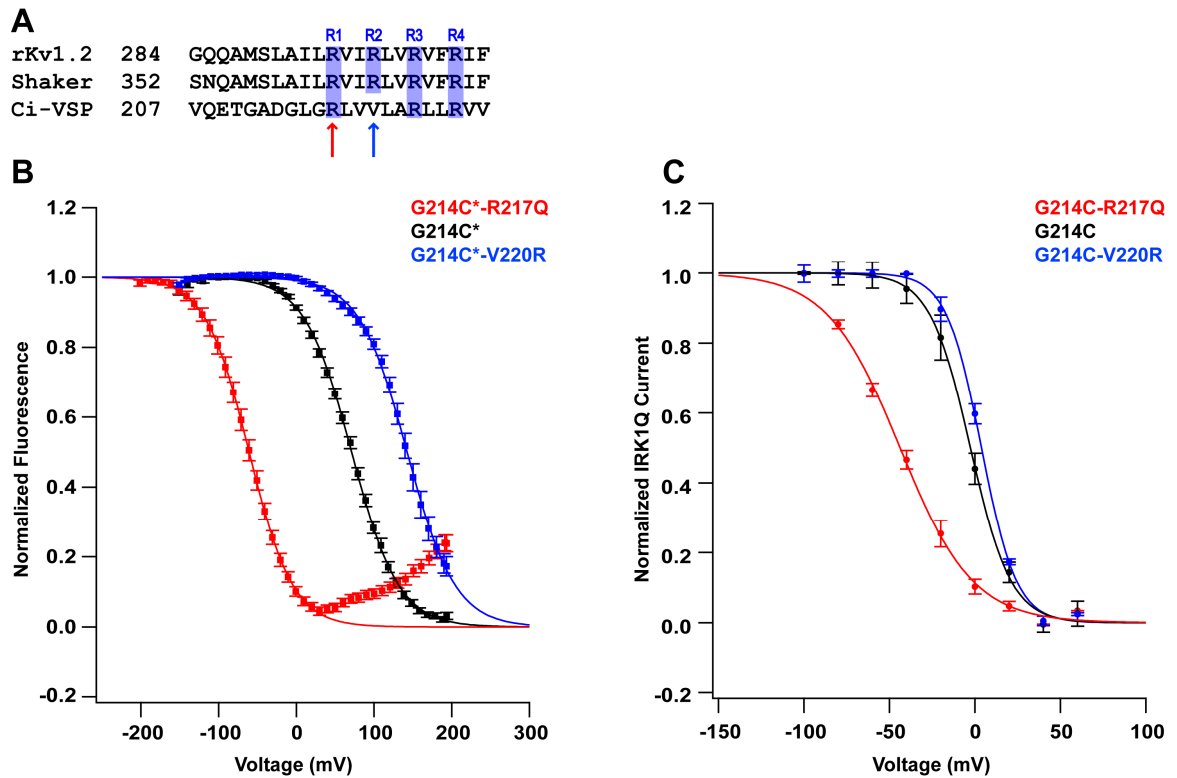 A
R1 R2 R3 R4
rKv1.2 284 GQQAMSLAILRVIRLVRVFRIF
Shaker 352 SNQAMSLAILRVIRLVRVFRIF
Ci-VSP 207 VQETGADGLGRLVVLARLLRVV
B
G214C*-R217Q
G214C*
G214C*-V220R
1.2
1.0
0.8
0.6
0.4
0.2
0.0
-0.2
Normalized Fluorescence
-200 -100 0 100 200 300
Voltage (mV)
C
G214C-R217Q
G214C
G214C-V220R
1.2
1.0
0.8
0.6
0.4
0.2
0.0
-0.2
Normalized IRK1Q Current
-150 -100 -50 0 50 100
Voltage (mV)